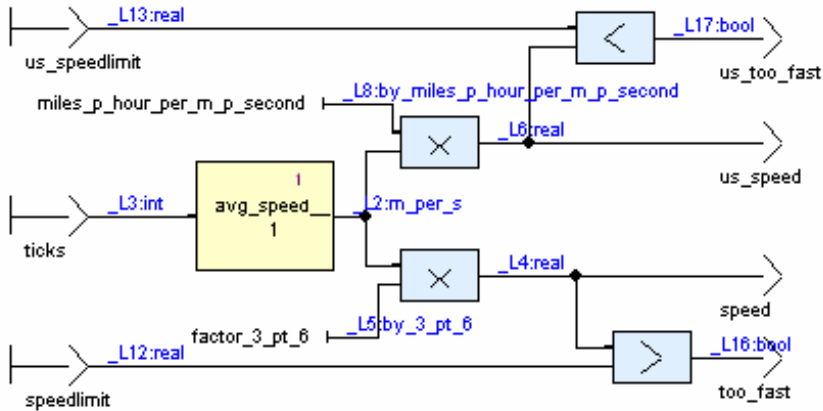 _L13:real
us_speedlimit
<
_L17:bool
us_too_fast
miles_p_hour_per_m_p_second
_L8:by_miles_p_hour_per_m_p_second
×
_L6:real
us_speed
_L3:int
ticks
1
avg_speed
1
_L2:m_per_s
×
_L4:real
speed
factor_3_pt_6
_L5:by_3_pt_6
_L12:real
speedlimit
>
_L16:bool
too_fast